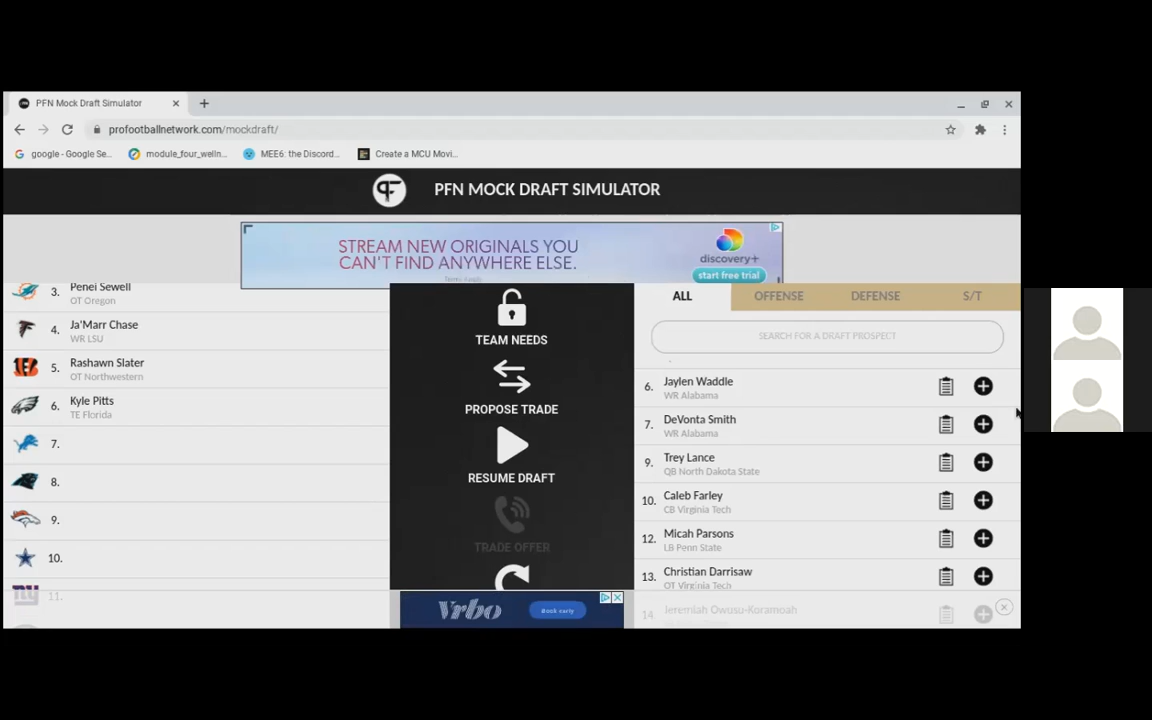 PFN Mock Draft Simulator
profootballnetwork.com/mockdraft/
google - Google Se...
module_four_welln...
MEE6: the Discord...
Create a MCU Movi...
PFN MOCK DRAFT SIMULATOR
STREAM NEW ORIGINALS YOU
CAN'T FIND ANYWHERE ELSE.
discovery+
start free trial
3. Penei Sewell
OT Oregon
4. Ja'Marr Chase
WR LSU
5. Rashawn Slater
OT Northwestern
6. Kyle Pitts
TE Florida
7.
8.
9.
10.
11.
TEAM NEEDS
PROPOSE TRADE
RESUME DRAFT
TRADE OFFER
Vrbo
Book early
ALL OFFENSE DEFENSE S/T
SEARCH FOR A DRAFT PROSPECT
6. Jaylen Waddle
WR Alabama
7. DeVonta Smith
WR Alabama
9. Trey Lance
QB North Dakota State
10. Caleb Farley
CB Virginia Tech
12. Micah Parsons
LB Penn State
13. Christian Darrisaw
OT Virginia Tech
14. Jeremiah Owusu-Koramoah